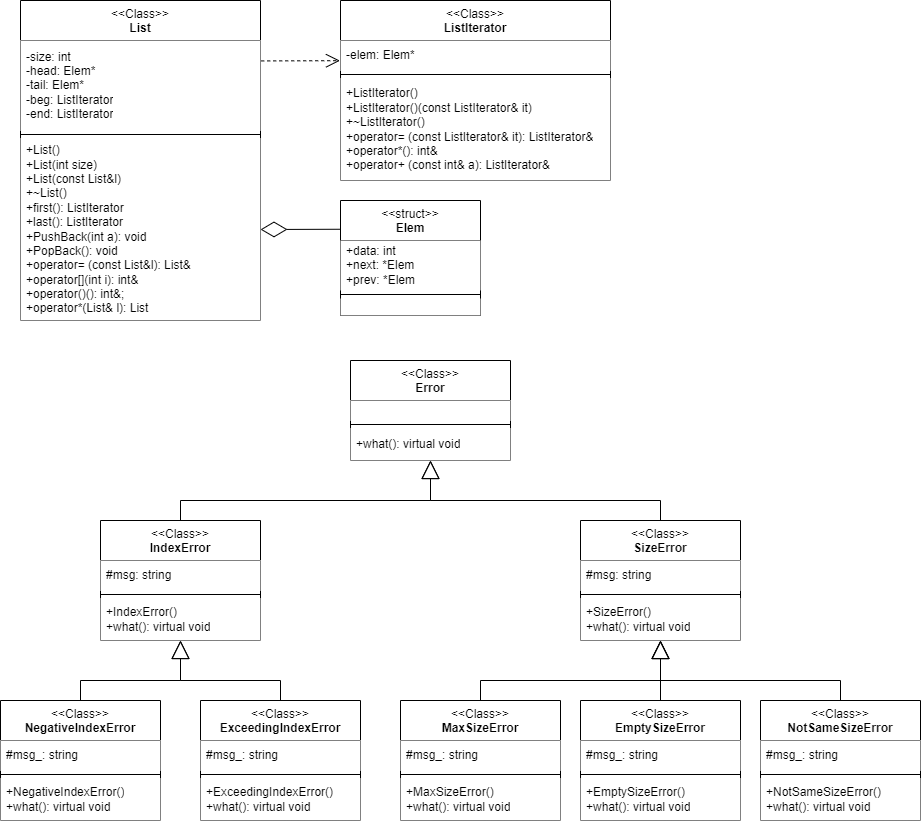 <<Class>>
List
-size: int
-head: Elem*
-tail: Elem*
-beg: ListIterator
-end: ListIterator
+List()
+List(int size)
+List(const List&l)
+~List()
+first(): ListIterator
+last(): ListIterator
+PushBack(int a): void
+PopBack(): void
+operator= (const List&l): List&
+operator[](int i): int&
+operator()(): int&;
+operator*(List& l): List
<<Class>>
ListIterator
-elem: Elem*
+ListIterator()
+ListIterator()(const ListIterator& it)
+~ListIterator()
+operator= (const ListIterator& it): ListIterator&
+operator*(): int&
+operator+ (const int& a): ListIterator&
<<struct>>
Elem
+data: int
+next: *Elem
+prev: *Elem
<<Class>>
Error
+what(): virtual void
<<Class>>
IndexError
#msg: string
+IndexError()
+what(): virtual void
<<Class>>
SizeError
#msg: string
+SizeError()
+what(): virtual void
<<Class>>
NegativeIndexError
#msg_: string
+NegativeIndexError()
+what(): virtual void
<<Class>>
ExceedingIndexError
#msg_: string
+ExceedingIndexError()
+what(): virtual void
<<Class>>
MaxSizeError
#msg_: string
+MaxSizeError()
+what(): virtual void
<<Class>>
EmptySizeError
#msg_: string
+EmptySizeError()
+what(): virtual void
<<Class>>
NotSameSizeError
#msg_: string
+NotSameSizeError()
+what(): virtual void